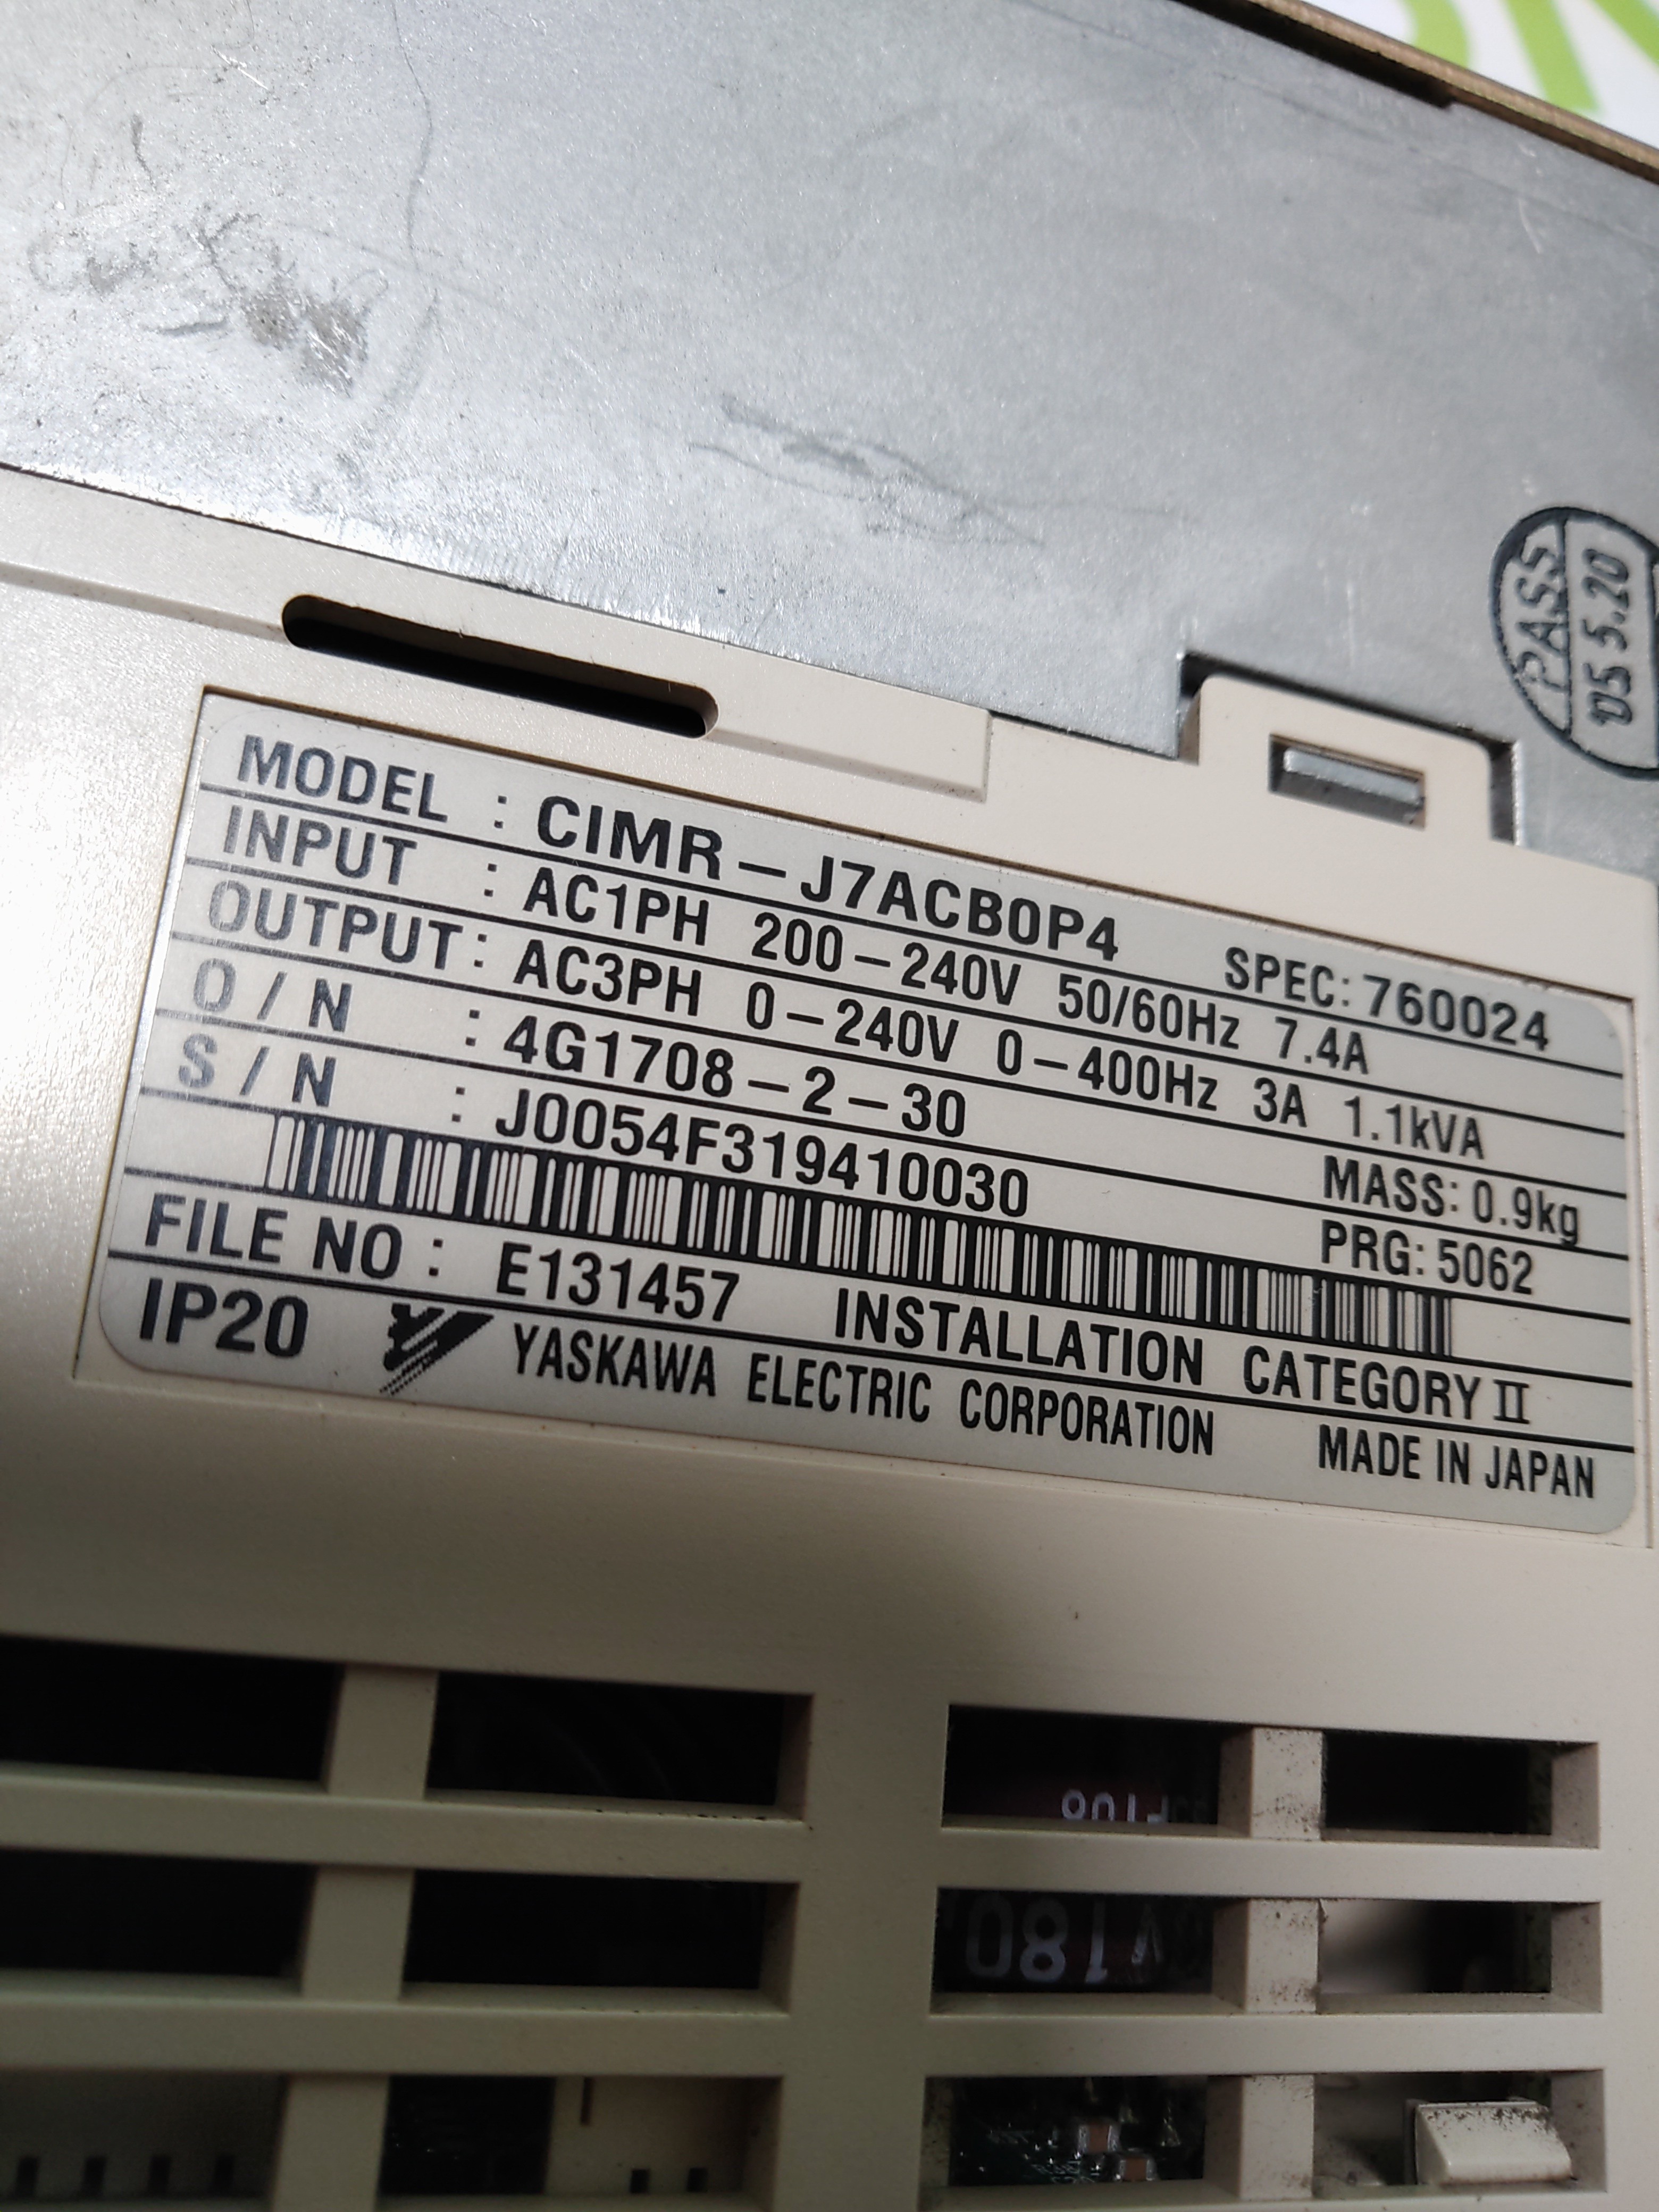 PASS
'05 5.20
MODEL : CIMR-J7ACB0P4 SPEC: 760024
INPUT : AC1PH 200-240V 50/60Hz 7.4A
OUTPUT : AC3PH 0-240V 0-400Hz 3A 1.1kVA
O / N : 4G1708-2-30 MASS: 0.9kg
S / N : J0054F319410030 PRG: 5062
FILE NO : E131457 INSTALLATION CATEGORY II
IP20 YASKAWA ELECTRIC CORPORATION MADE IN JAPAN